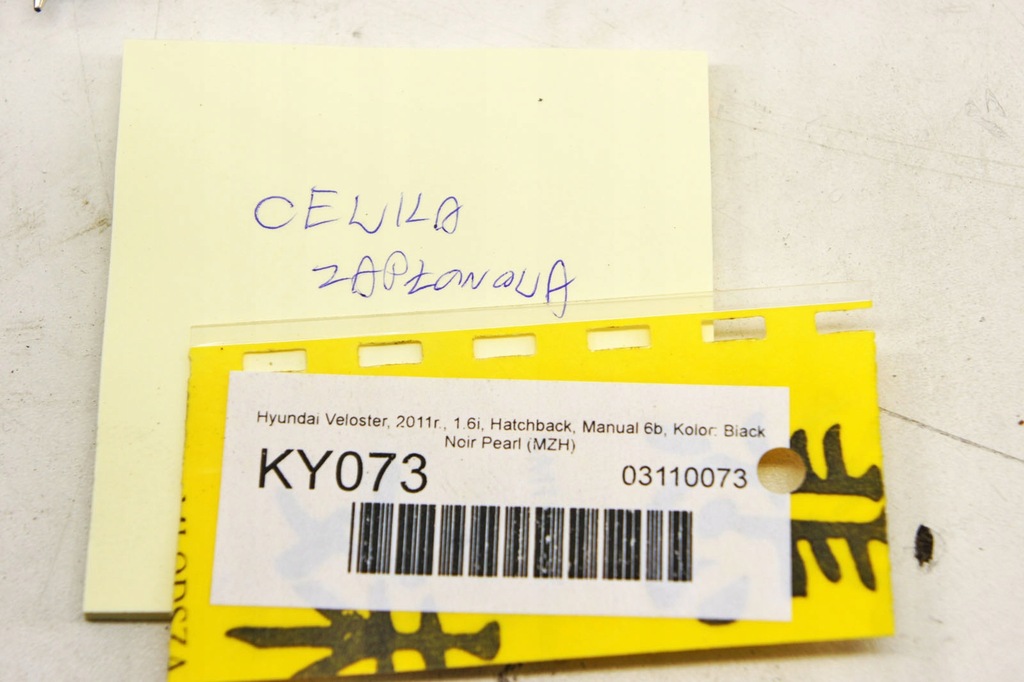 CEWKA
ZAPŁONOWA
Hyundai Veloster, 2011r., 1.6i, Hatchback, Manual 6b, Kolor: Black
Noir Pearl (MZH)
KY073
03110073